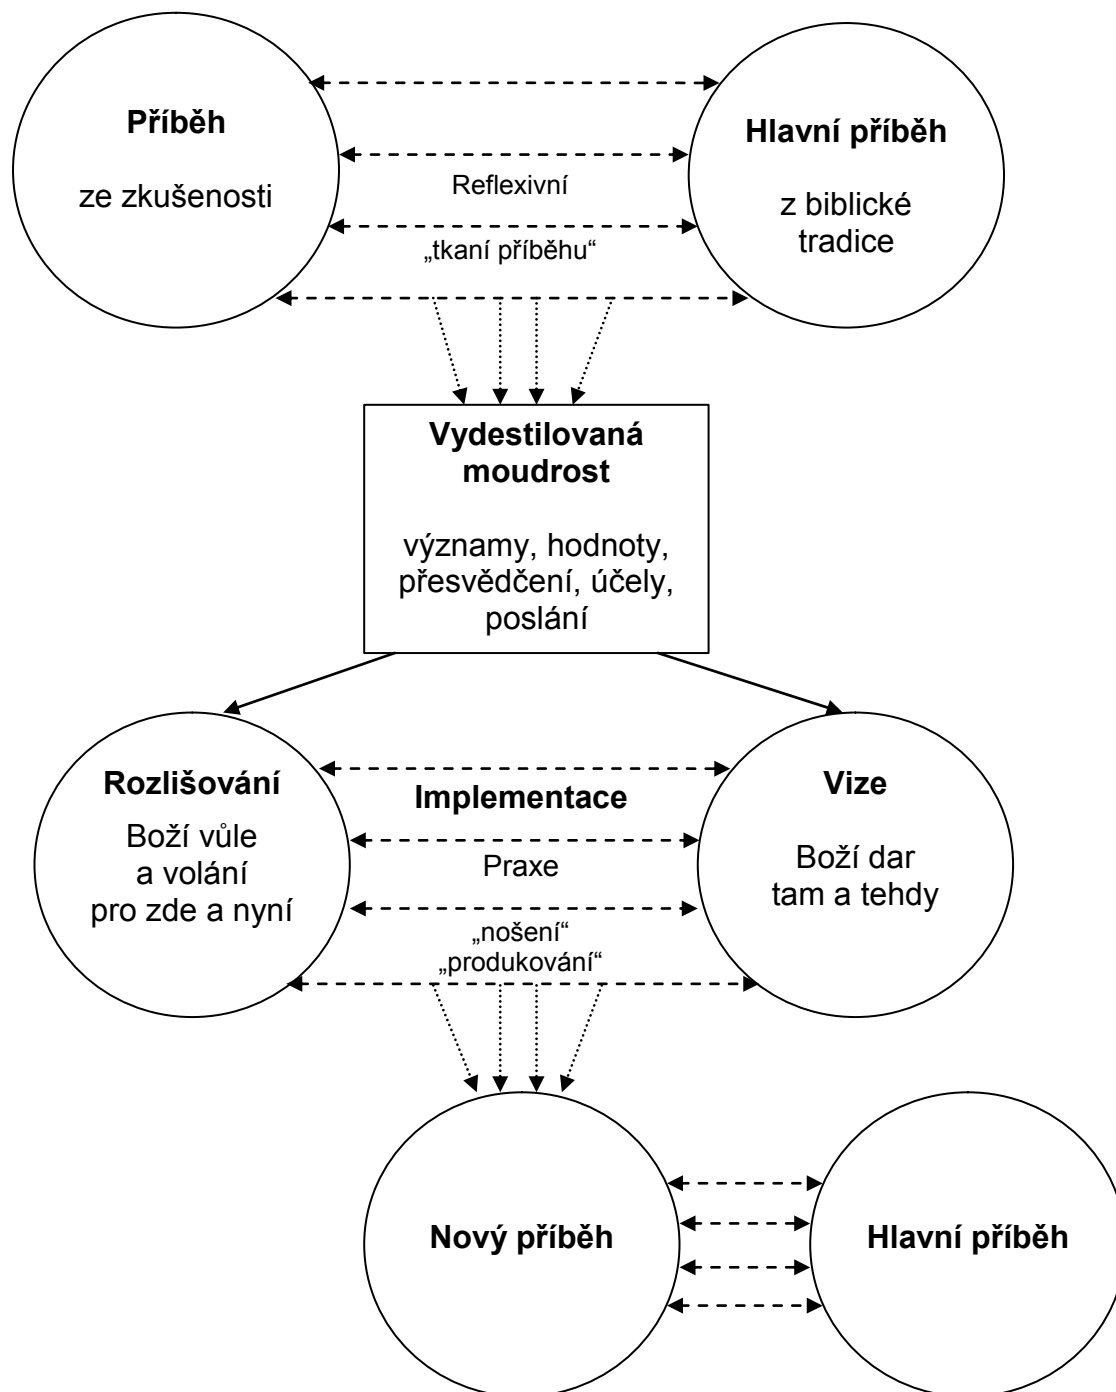 Příběh
ze zkušenosti
Reflexivní
„tkaní příběhu“
Hlavní příběh
z biblické
tradice
Vydestilovaná
moudrost
významy, hodnoty,
přesvědčení, účely,
poslání
Rozlišování
Boží vůle
a volání
pro zde a nyní
Implementace
Praxe
„nošení“
„produkování“
Vize
Boží dar
tam a tehdy
Nový příběh
Hlavní příběh